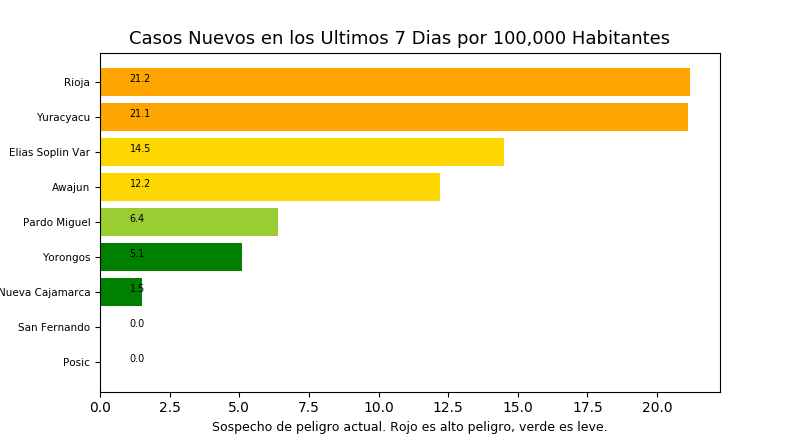 Casos Nuevos en los Ultimos 7 Dias por 100,000 Habitantes
Rioja 21.2
Yuracyacu 21.1
Elias Soplin Var 14.5
Awajun 12.2
Pardo Miguel 6.4
Yorongos 5.1
Nueva Cajamarca 1.5
San Fernando 0.0
Posic 0.0
0.0 2.5 5.0 7.5 10.0 12.5 15.0 17.5 20.0
Sospecho de peligro actual. Rojo es alto peligro, verde es leve.